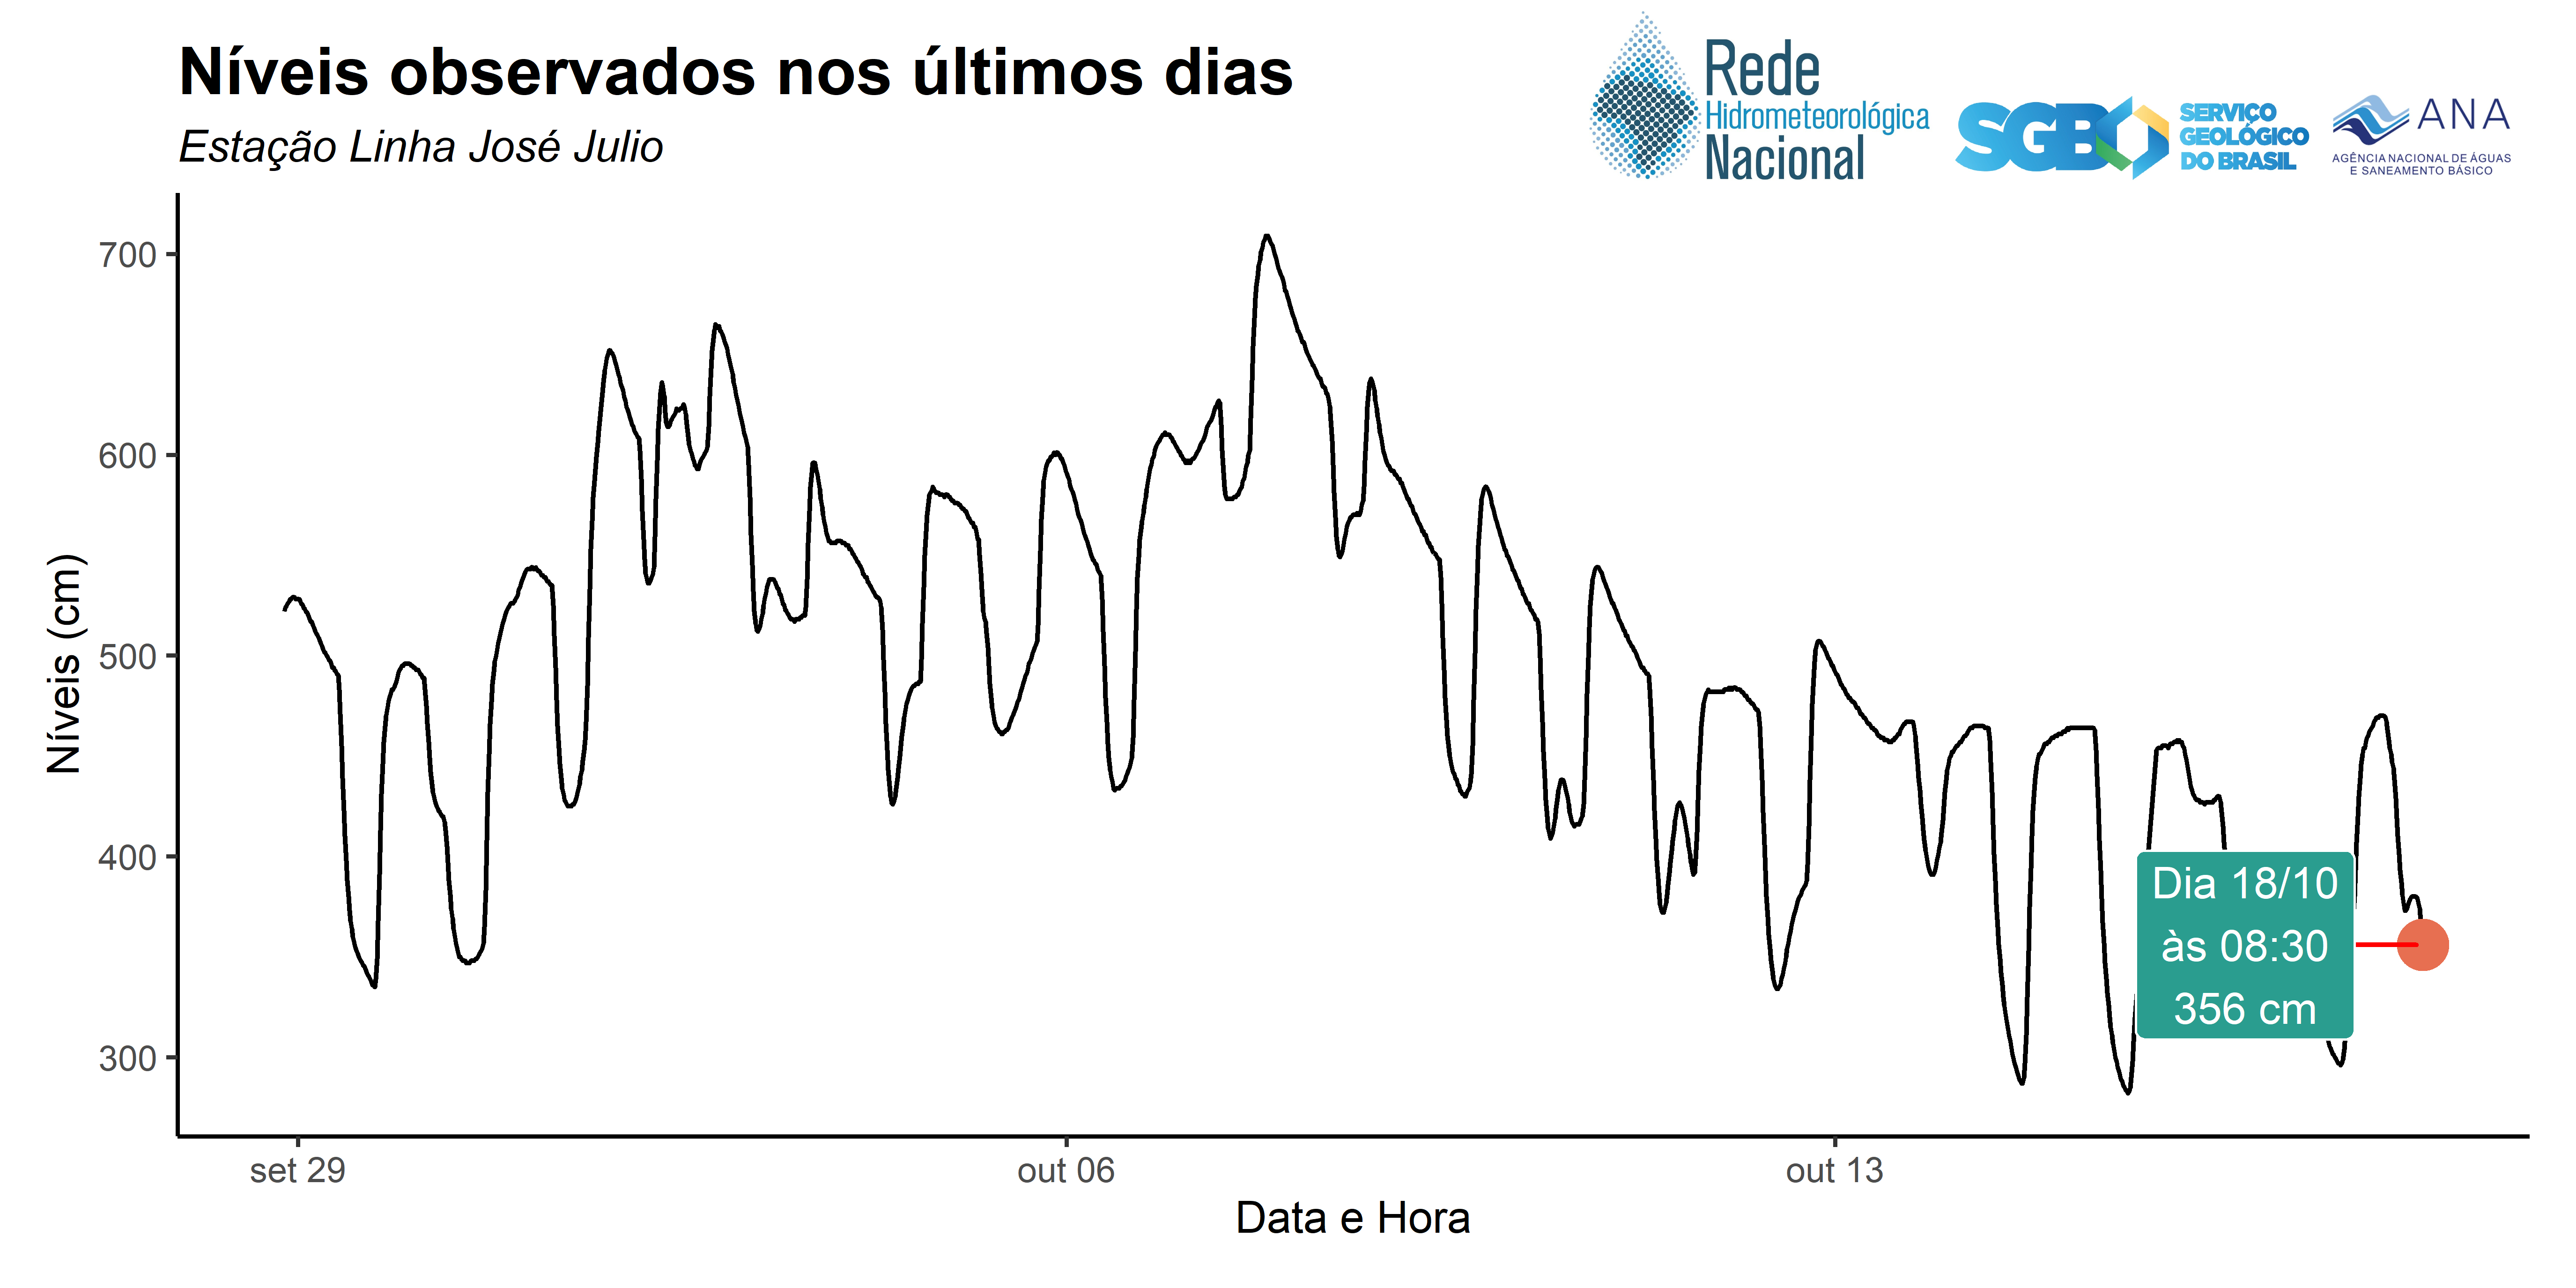 Níveis observados nos últimos dias
Estação Linha José Julio
Rede
Hidrometeorológica
Nacional
SGB
SERVIÇO
GEOLÓGICO
DO BRASIL
ANA
AGÊNCIA NACIONAL DE ÁGUAS
E SANEAMENTO BÁSICO
Níveis (cm)
700
600
500
400
300
Dia 18/10
às 08:30
356 cm
set 29
out 06
out 13
Data e Hora